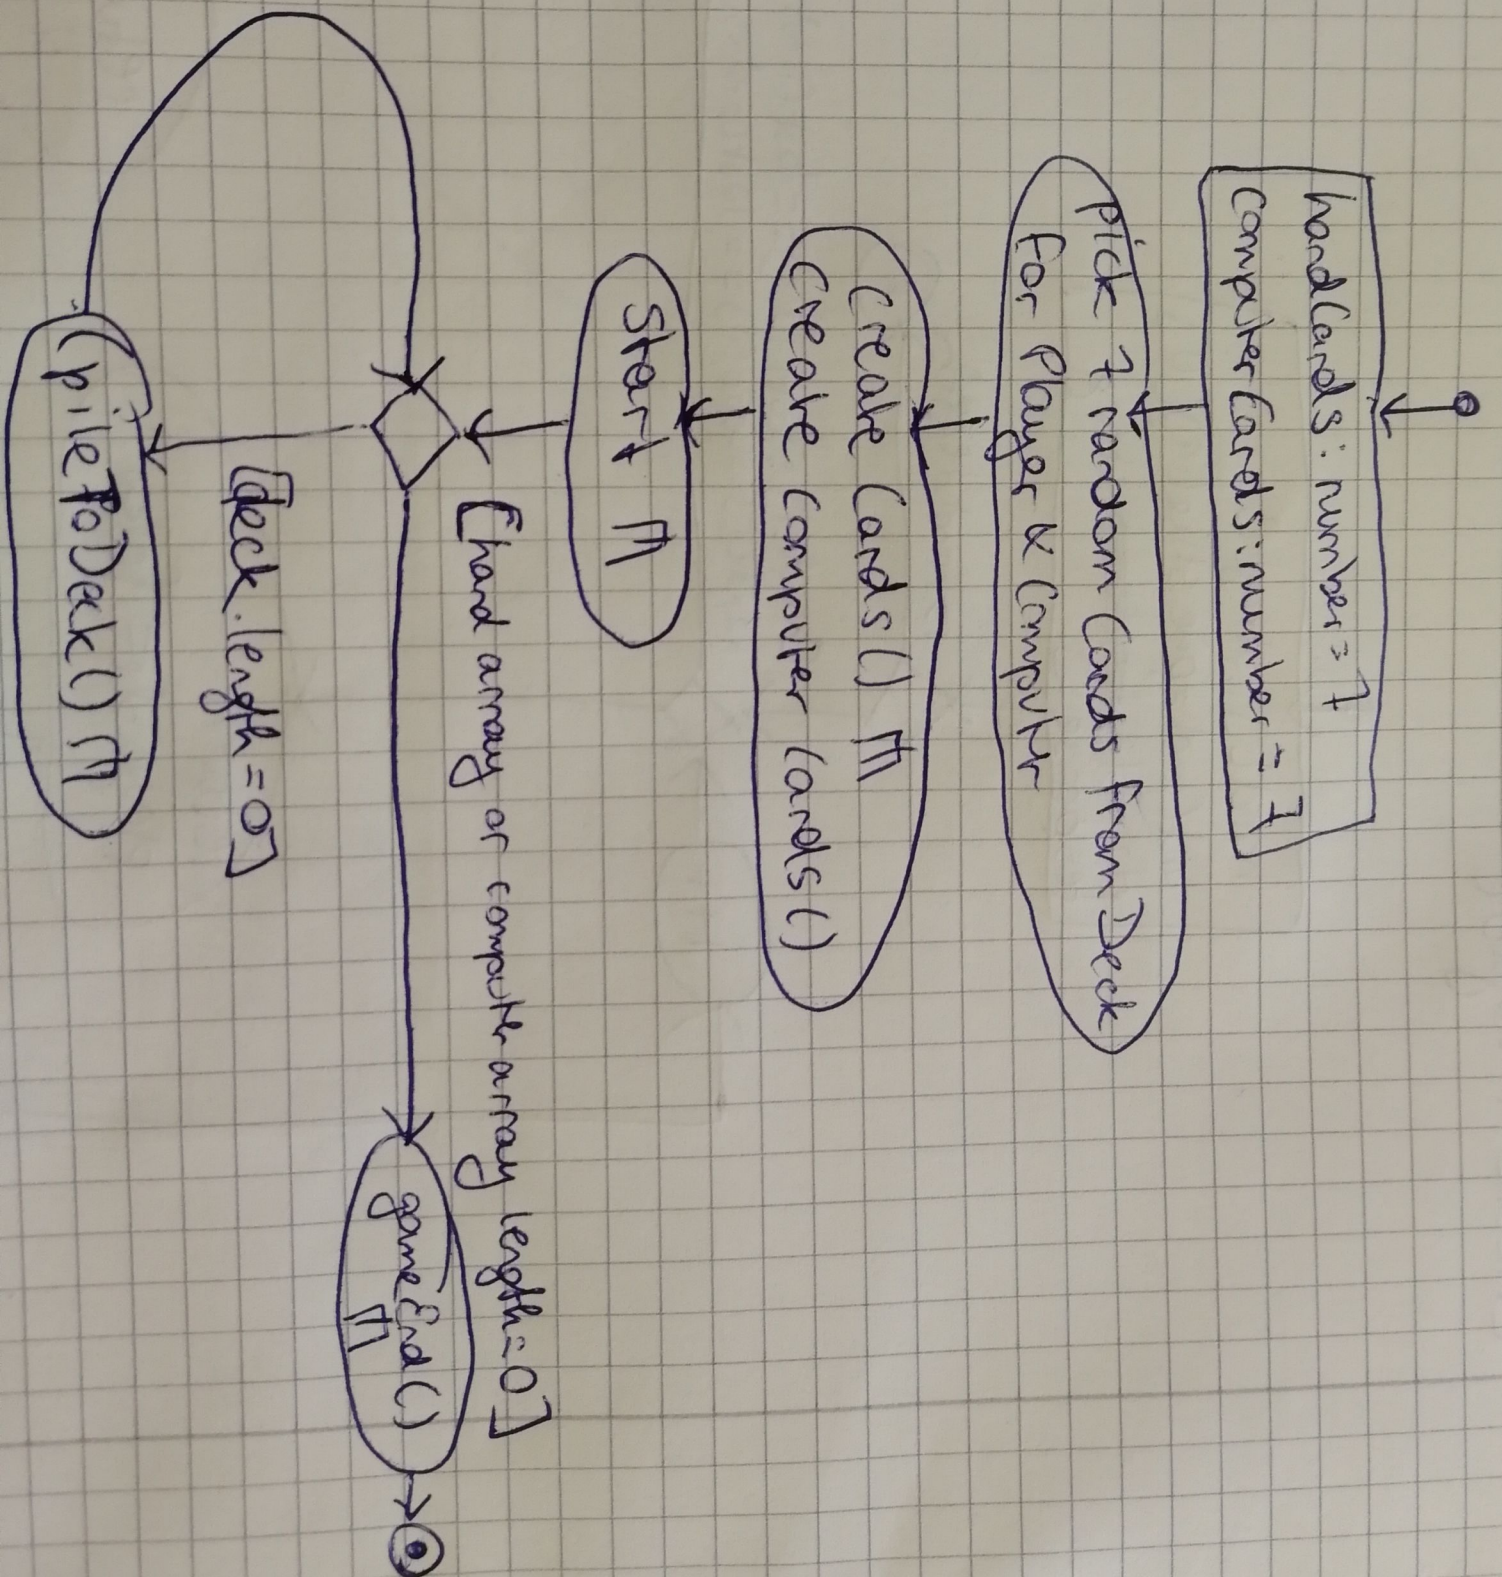 handCards: number = 7
computerCards: number = 7
pick 7 random Cards from Deck
for Player & Computer
create Cards()
create Computer Cards()
Start
[hand array or computer array length = 0]
gameEnd()
[deck.length = 0]
pileToDeck()